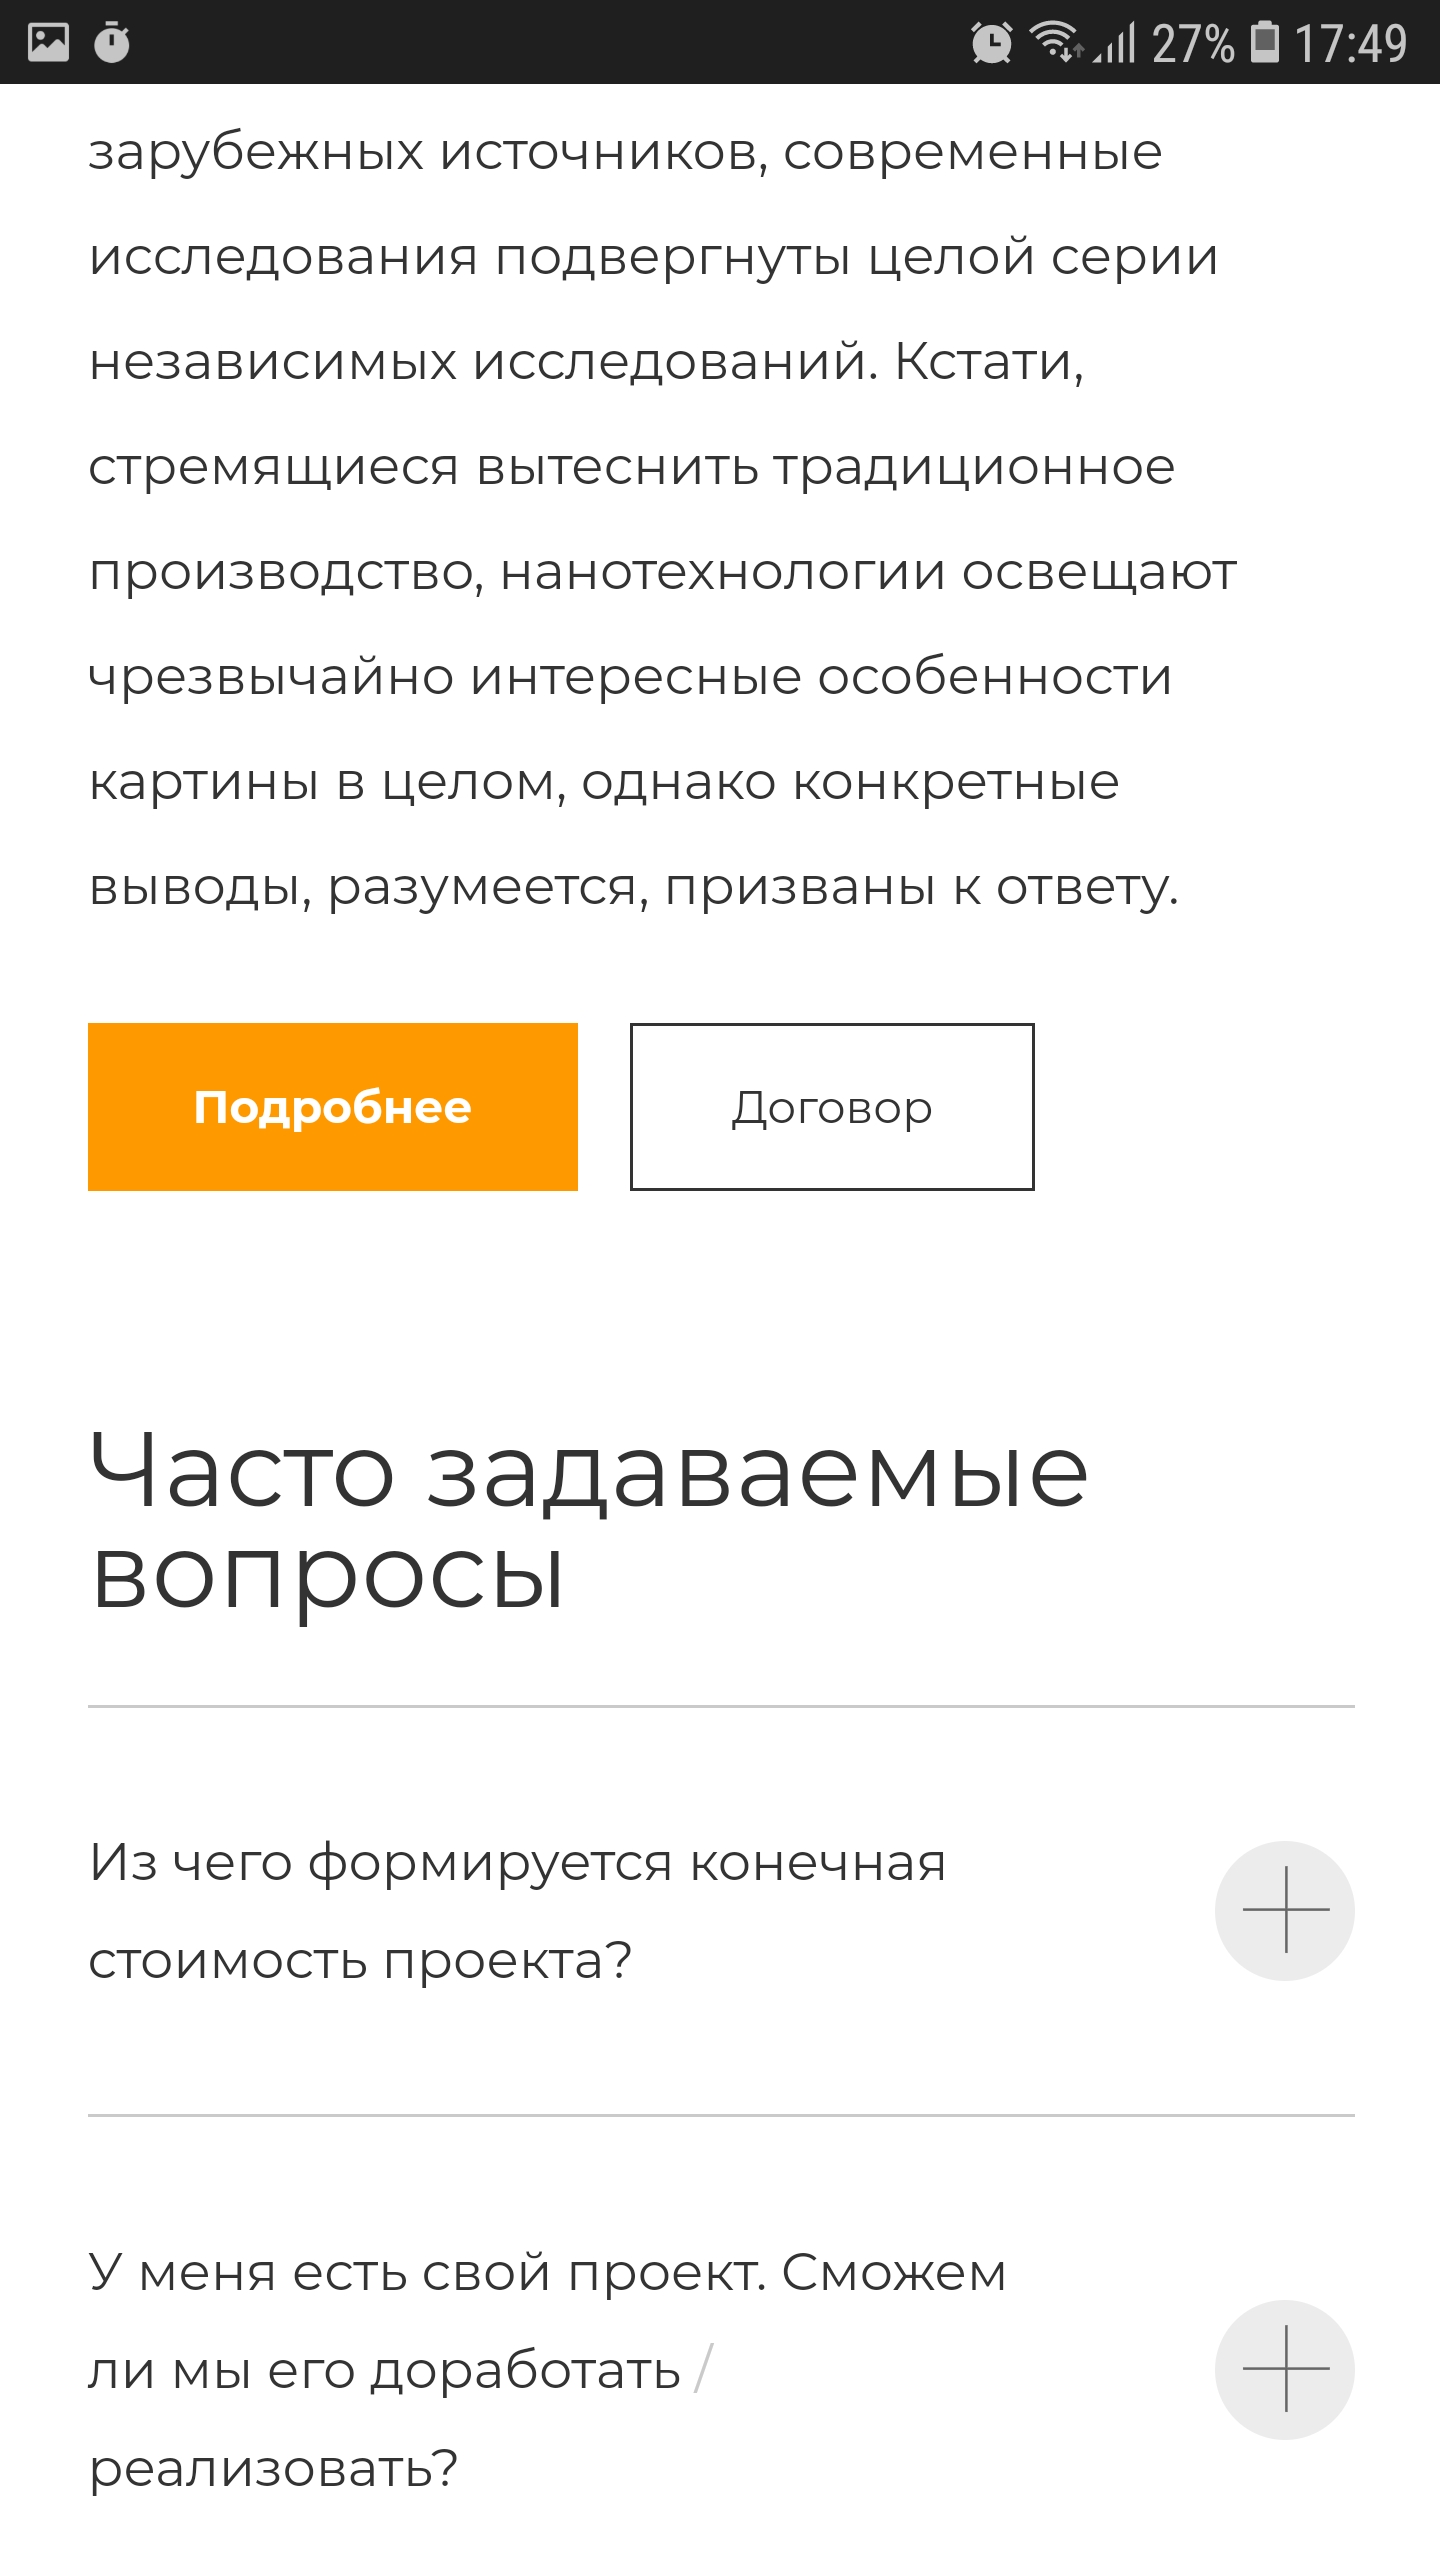 27% 17:49
зарубежных источников, современные
исследования подвергнуты целой серии
независимых исследований. Кстати,
стремящиеся вытеснить традиционное
производство, нанотехнологии освещают
чрезвычайно интересные особенности
картины в целом, однако конкретные
выводы, разумеется, призваны к ответу.
Подробнее
Договор
Часто задаваемые
вопросы
Из чего формируется конечная
стоимость проекта?
У меня есть свой проект. Сможем
ли мы его доработать /
реализовать?